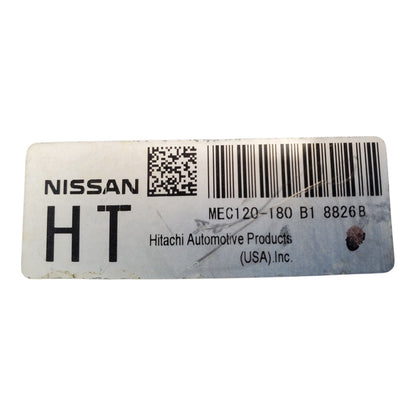 NISSAN
HT
MEC120-180 B1 8826B
Hitachi Automotive Products
(USA).Inc.